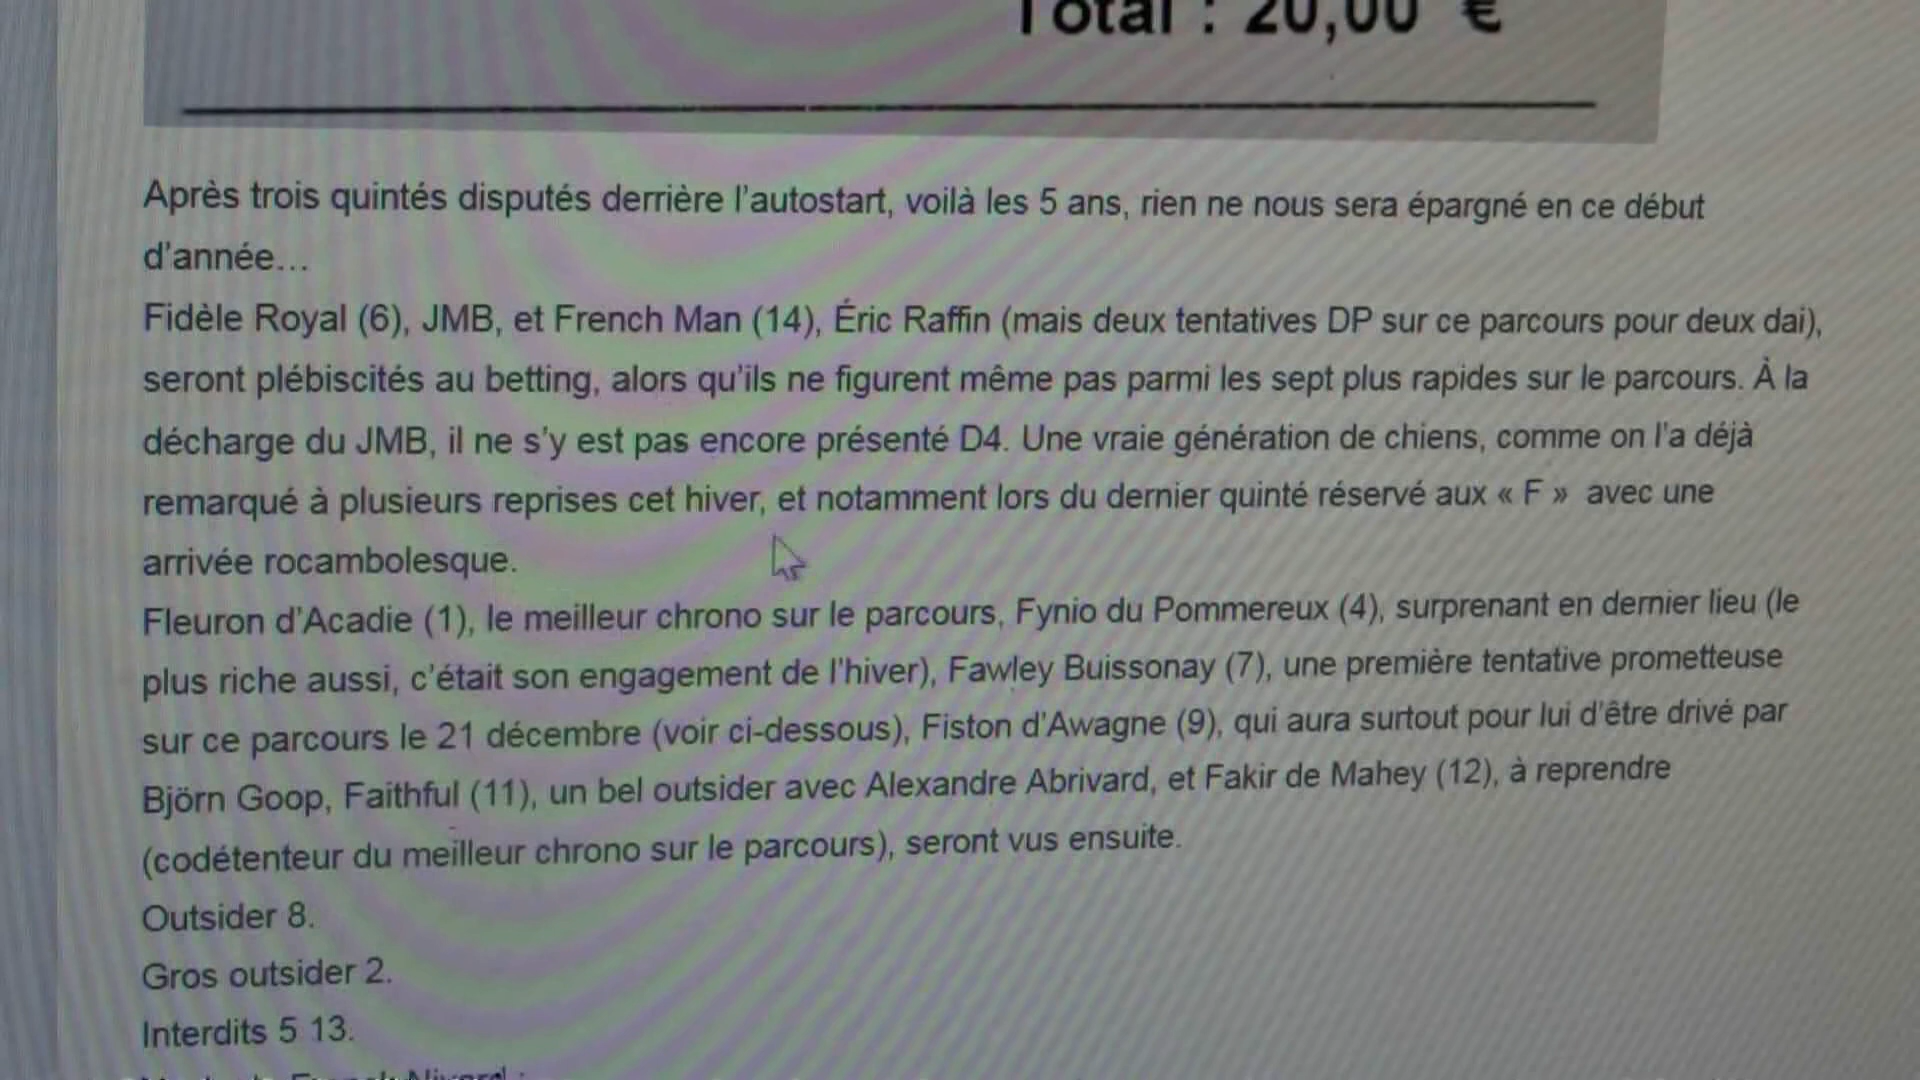 Total : 20,00 €
Après trois quintés disputés derrière l'autostart, voilà les 5 ans, rien ne nous sera épargné en ce début
d'année...
Fidèle Royal (6), JMB, et French Man (14), Éric Raffin (mais deux tentatives DP sur ce parcours pour deux dai),
seront plébiscités au betting, alors qu'ils ne figurent même pas parmi les sept plus rapides sur le parcours. À la
décharge du JMB, il ne s'y est pas encore présenté D4. Une vraie génération de chiens, comme on l'a déjà
remarqué à plusieurs reprises cet hiver, et notamment lors du dernier quinté réservé aux « F » avec une
arrivée rocambolesque.
Fleuron d'Acadie (1), le meilleur chrono sur le parcours, Fynio du Pommereux (4), surprenant en dernier lieu (le
plus riche aussi, c'était son engagement de l'hiver), Fawley Buissonay (7), une première tentative prometteuse
sur ce parcours le 21 décembre (voir ci-dessous), Fiston d'Awagne (9), qui aura surtout pour lui d'être drivé par
Björn Goop, Faithful (11), un bel outsider avec Alexandre Abrivard, et Fakir de Mahey (12), à reprendre
(codétenteur du meilleur chrono sur le parcours), seront vus ensuite.
Outsider 8.
Gros outsider 2.
Interdits 5 13.